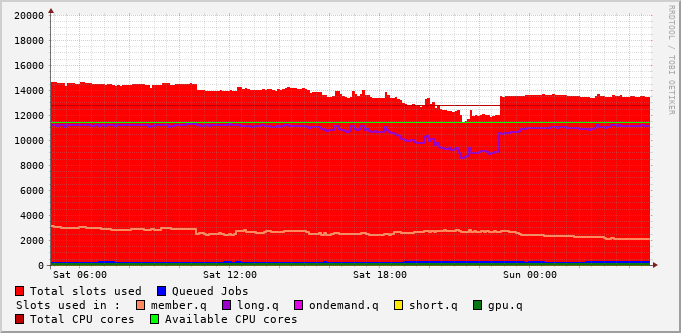 20000
18000
16000
14000
12000
10000
8000
6000
4000
2000
0
Sat 06:00 Sat 12:00 Sat 18:00 Sun 00:00
Total slots used Queued Jobs
Slots used in : member.q long.q ondemand.q short.q gpu.q
Total CPU cores Available CPU cores
RRDTOOL / TOBI OETIKER